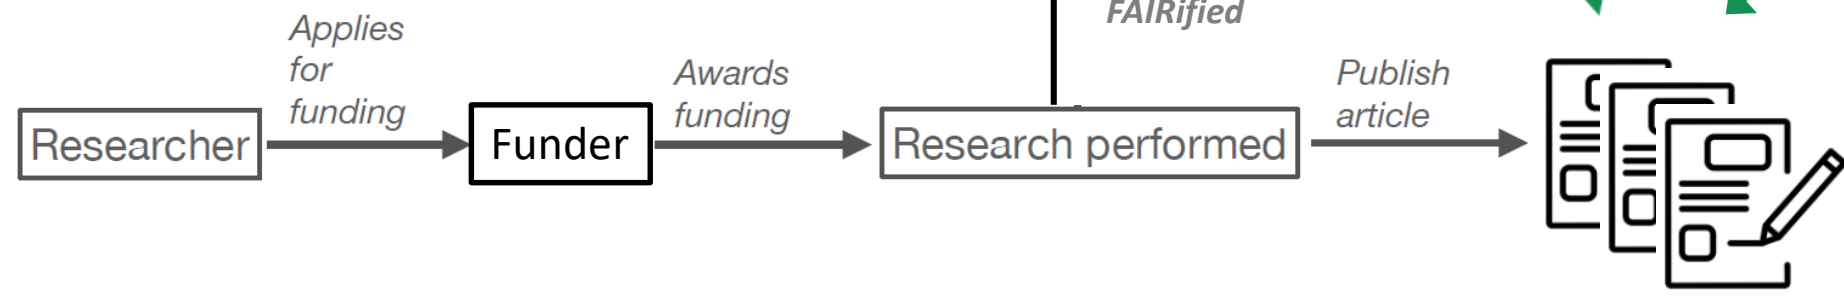 FAIRified
Applies
for
funding
Awards
funding
Publish
article
Researcher
Funder
Research performed